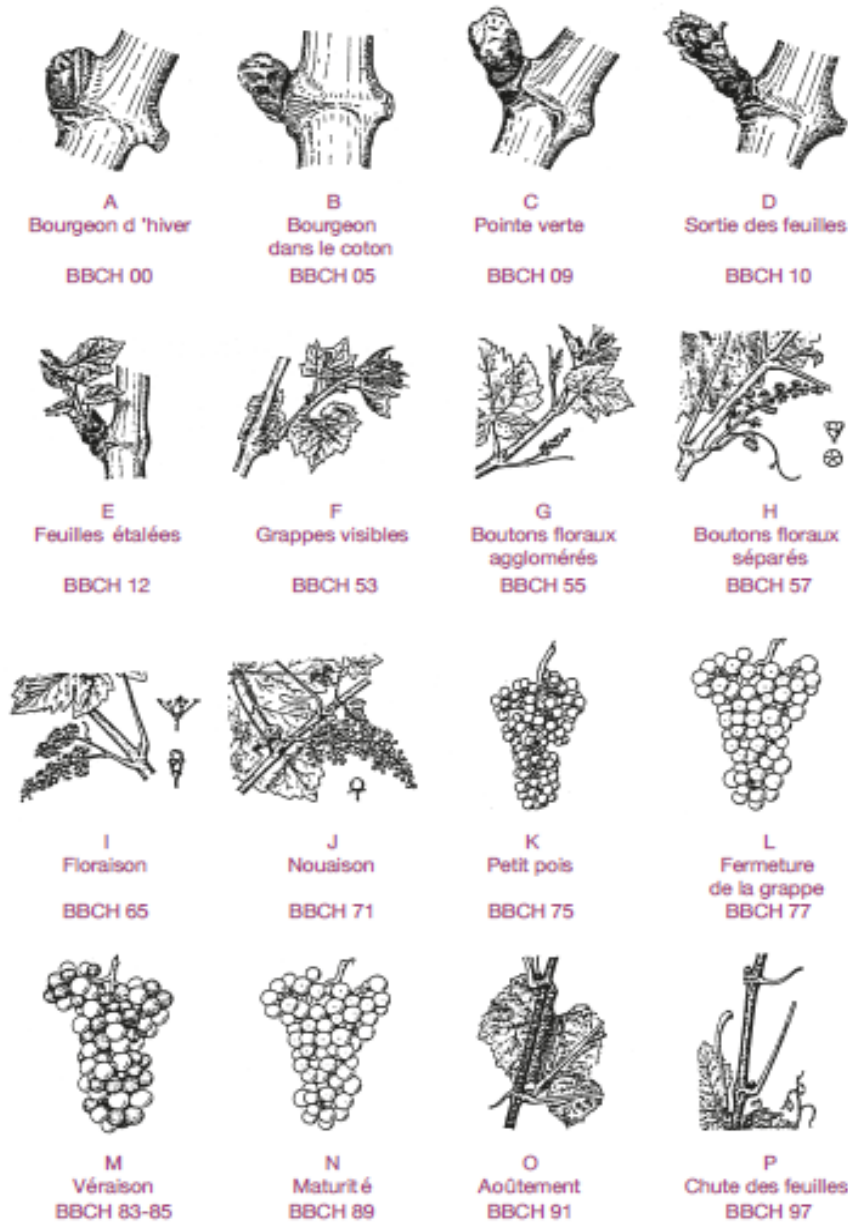 A
Bourgeon d 'hiver
BBCH 00
B
Bourgeon
dans le coton
BBCH 05
C
Pointe verte
BBCH 09
D
Sortie des feuilles
BBCH 10
E
Feuilles étalées
BBCH 12
F
Grappes visibles
BBCH 53
G
Boutons floraux
agglomérés
BBCH 55
H
Boutons floraux
séparés
BBCH 57
I
Floraison
BBCH 65
J
Nouaison
BBCH 71
K
Petit pois
BBCH 75
L
Fermeture
de la grappe
BBCH 77
M
Véraison
BBCH 83-85
N
Maturité
BBCH 89
O
Aoûtement
BBCH 91
P
Chute des feuilles
BBCH 97